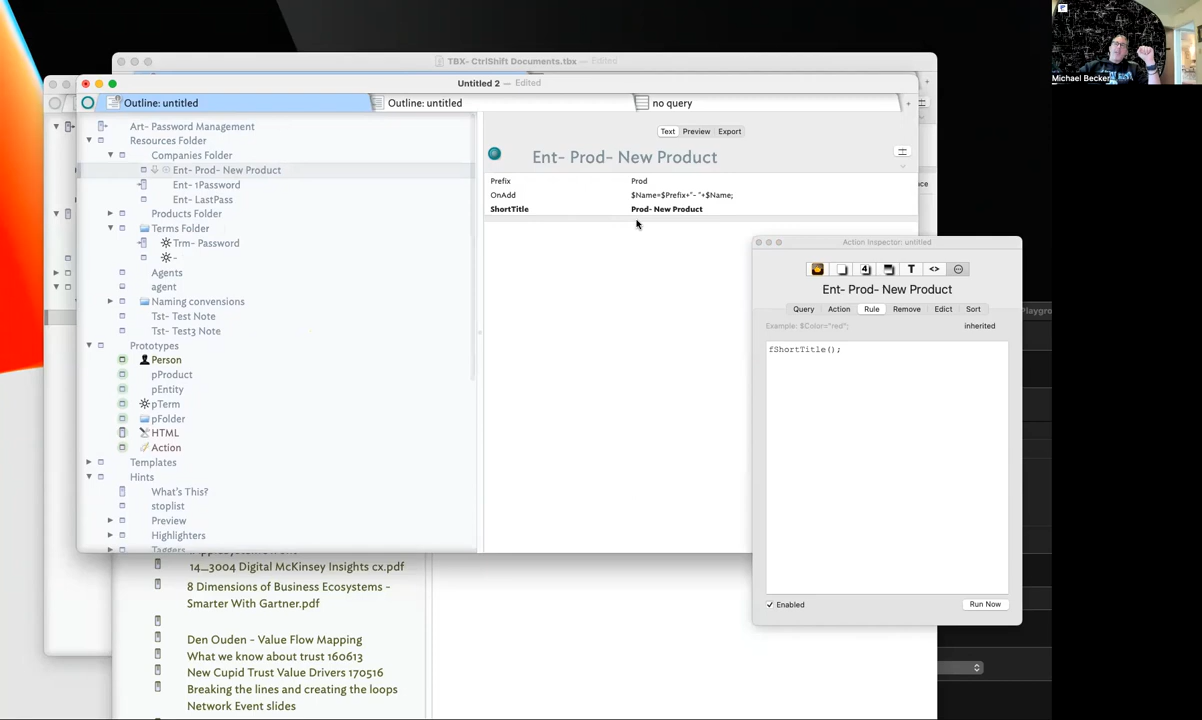 Michael Becker
TBX- CtrlShift Documents.tbx — Edited
Untitled 2 — Edited
Outline: untitled
Outline: untitled
no query
Art- Password Management
Resources Folder
Companies Folder
Ent- Prod- New Product
Ent- 1Password
Ent- LastPass
Products Folder
Terms Folder
Trm- Password
-
Agents
agent
Naming convensions
Tst- Test Note
Tst- Test3 Note
Prototypes
Person
pProduct
pEntity
pTerm
pFolder
HTML
Action
Templates
Hints
What's This?
stoplist
Preview
Highlighters
Taggers
Text Preview Export
Ent- Prod- New Product
Prefix Prod
OnAdd $Name=$Prefix+"- "+$Name;
ShortTitle Prod- New Product
Action Inspector: untitled
Ent- Prod- New Product
Query Action Rule Remove Edict Sort
Example: $Color="red"; inherited
fShortTitle();
Enabled Run Now
14_3004 Digital McKinsey Insights cx.pdf
8 Dimensions of Business Ecosystems -
Smarter With Gartner.pdf
Den Ouden - Value Flow Mapping
What we know about trust 160613
New Cupid Trust Value Drivers 170516
Breaking the lines and creating the loops
Network Event slides